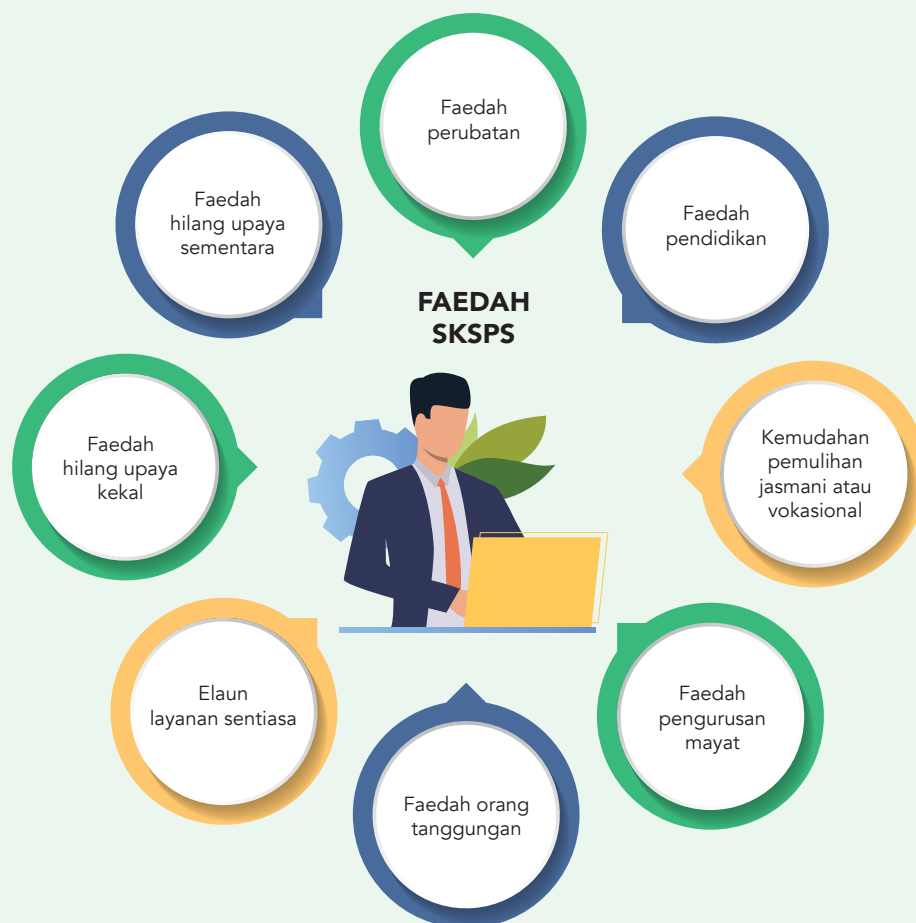 FAEDAH
SKSPS
Faedah
perubatan
Faedah
pendidikan
Kemudahan
pemulihan
jasmani atau
vokasional
Faedah
pengurusan
mayat
Faedah orang
tanggungan
Elaun
layanan sentiasa
Faedah
hilang upaya
kekal
Faedah
hilang upaya
sementara